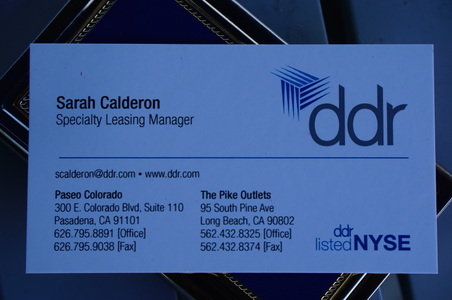 ddr
Sarah Calderon
Specialty Leasing Manager
scalderon@ddr.com • www.ddr.com
Paseo Colorado
300 E. Colorado Blvd, Suite 110
Pasadena, CA 91101
626.795.8891 [Office]
626.795.9038 [Fax]
The Pike Outlets
95 South Pine Ave
Long Beach, CA 90802
562.432.8325 [Office]
562.432.8374 [Fax]
ddr
listed NYSE